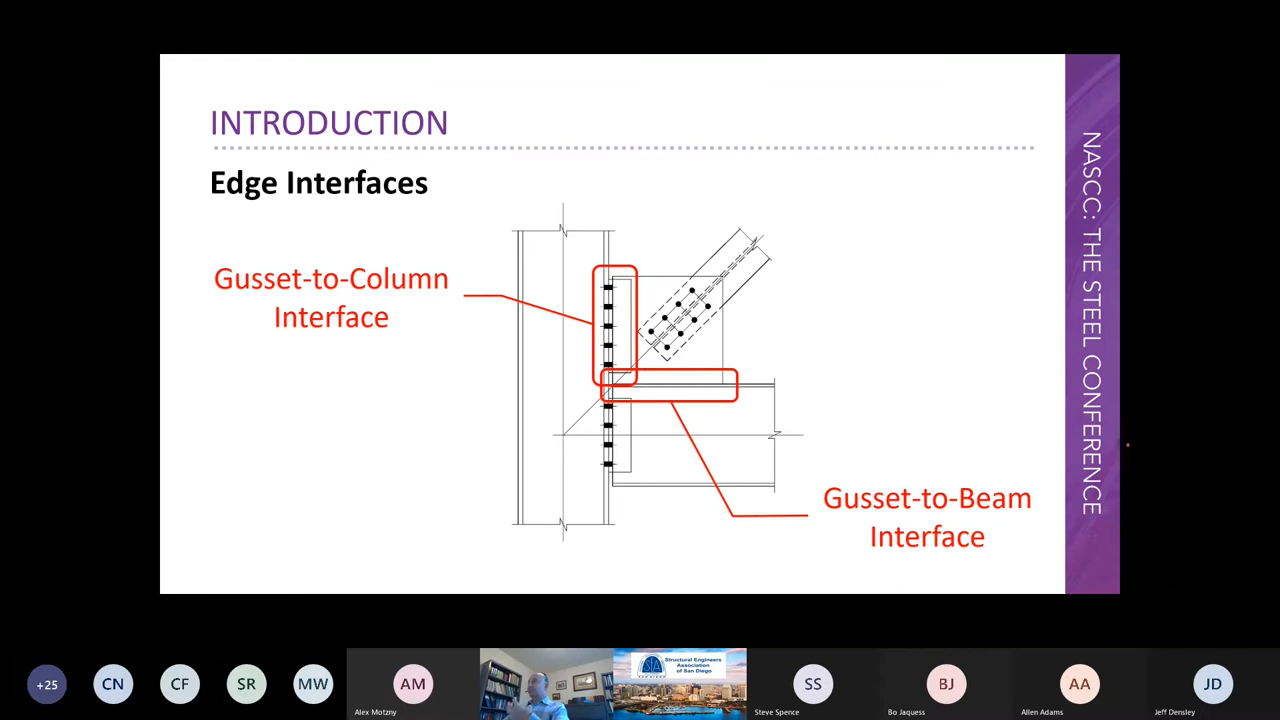 INTRODUCTION
Edge Interfaces
Gusset-to-Column
Interface
Gusset-to-Beam
Interface
NASCC: THE STEEL CONFERENCE
+25
CN
CF
SR
MW
AM
Alex Motzny
Structural Engineers
Association
of San Diego
SS
Steve Spence
BJ
Bo Jaquess
AA
Allen Adams
JD
Jeff Densley